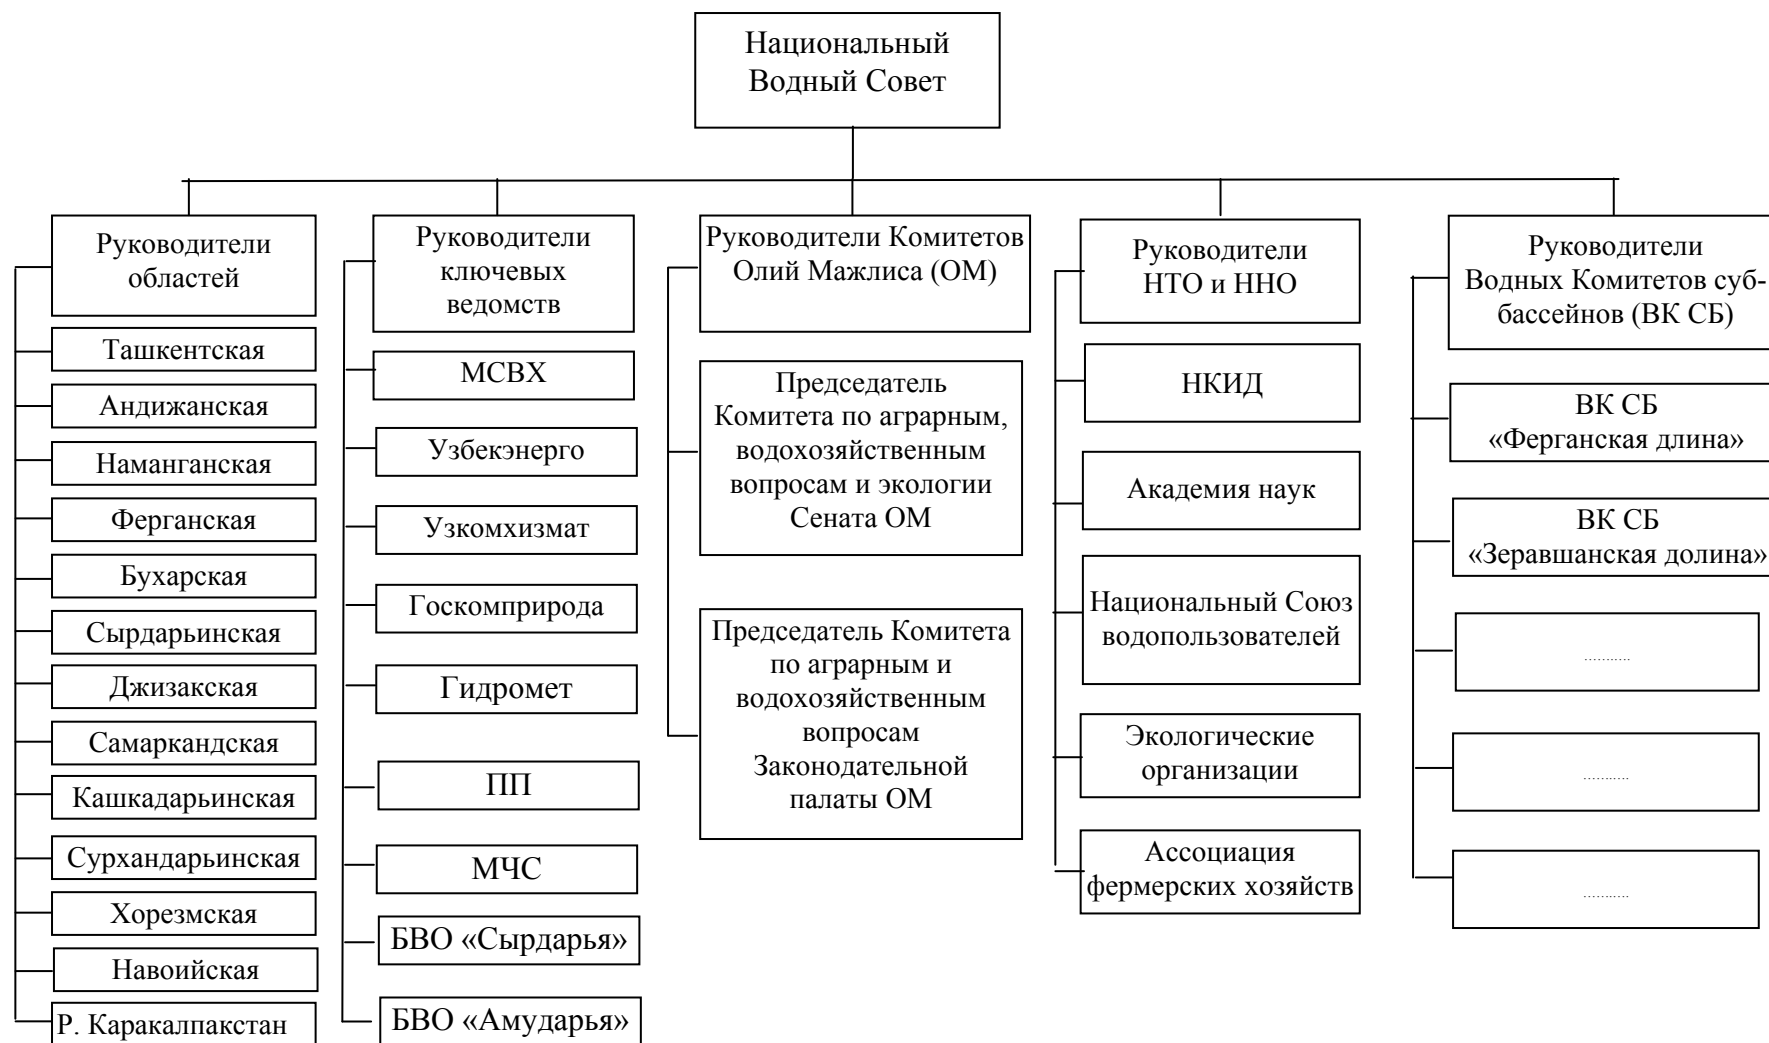 Национальный
Водный Совет
Руководители
областей
Ташкентская
Андижанская
Наманганская
Ферганская
Бухарская
Сырдарьинская
Джизакская
Самаркандская
Кашкадарьинская
Сурхандарьинская
Хорезмская
Навоийская
Р. Каракалпакстан
Руководители
ключевых
ведомств
МСВХ
Узбекэнерго
Узкомхизмат
Госкомприрода
Гидромет
ПП
МЧС
БВО «Сырдарья»
БВО «Амударья»
Руководители Комитетов
Олий Мажлиса (ОМ)
Председатель
Комитета по аграрным,
водохозяйственным
вопросам и экологии
Сената ОМ
Председатель Комитета
по аграрным и
водохозяйственным
вопросам
Законодательной
палаты ОМ
Руководители
НТО и ННО
НКИД
Академия наук
Национальный Союз
водопользователей
Экологические
организации
Ассоциация
фермерских хозяйств
Руководители
Водных Комитетов суб-
бассейнов (ВК СБ)
ВК СБ
«Ферганская длина»
ВК СБ
«Зеравшанская долина»
...........
...........
...........